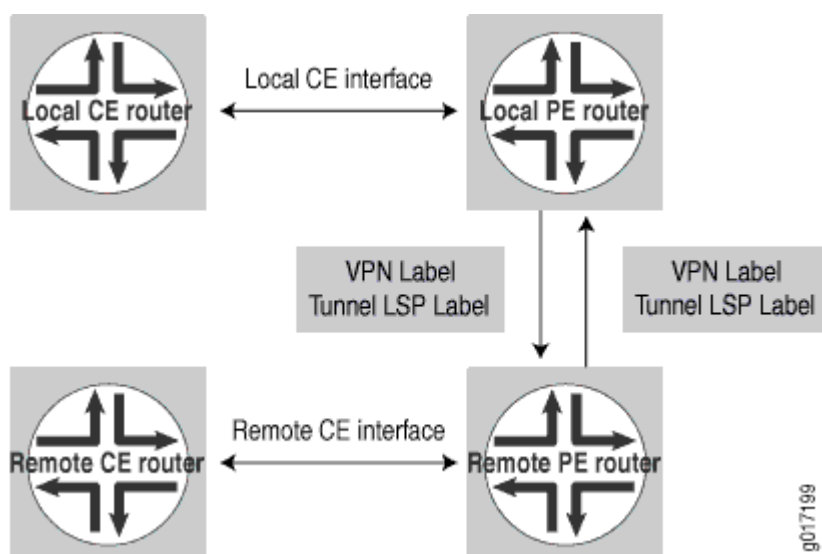 Local CE router
Local CE interface
Local PE router
VPN Label
Tunnel LSP Label
VPN Label
Tunnel LSP Label
Remote CE router
Remote CE interface
Remote PE router
g017199